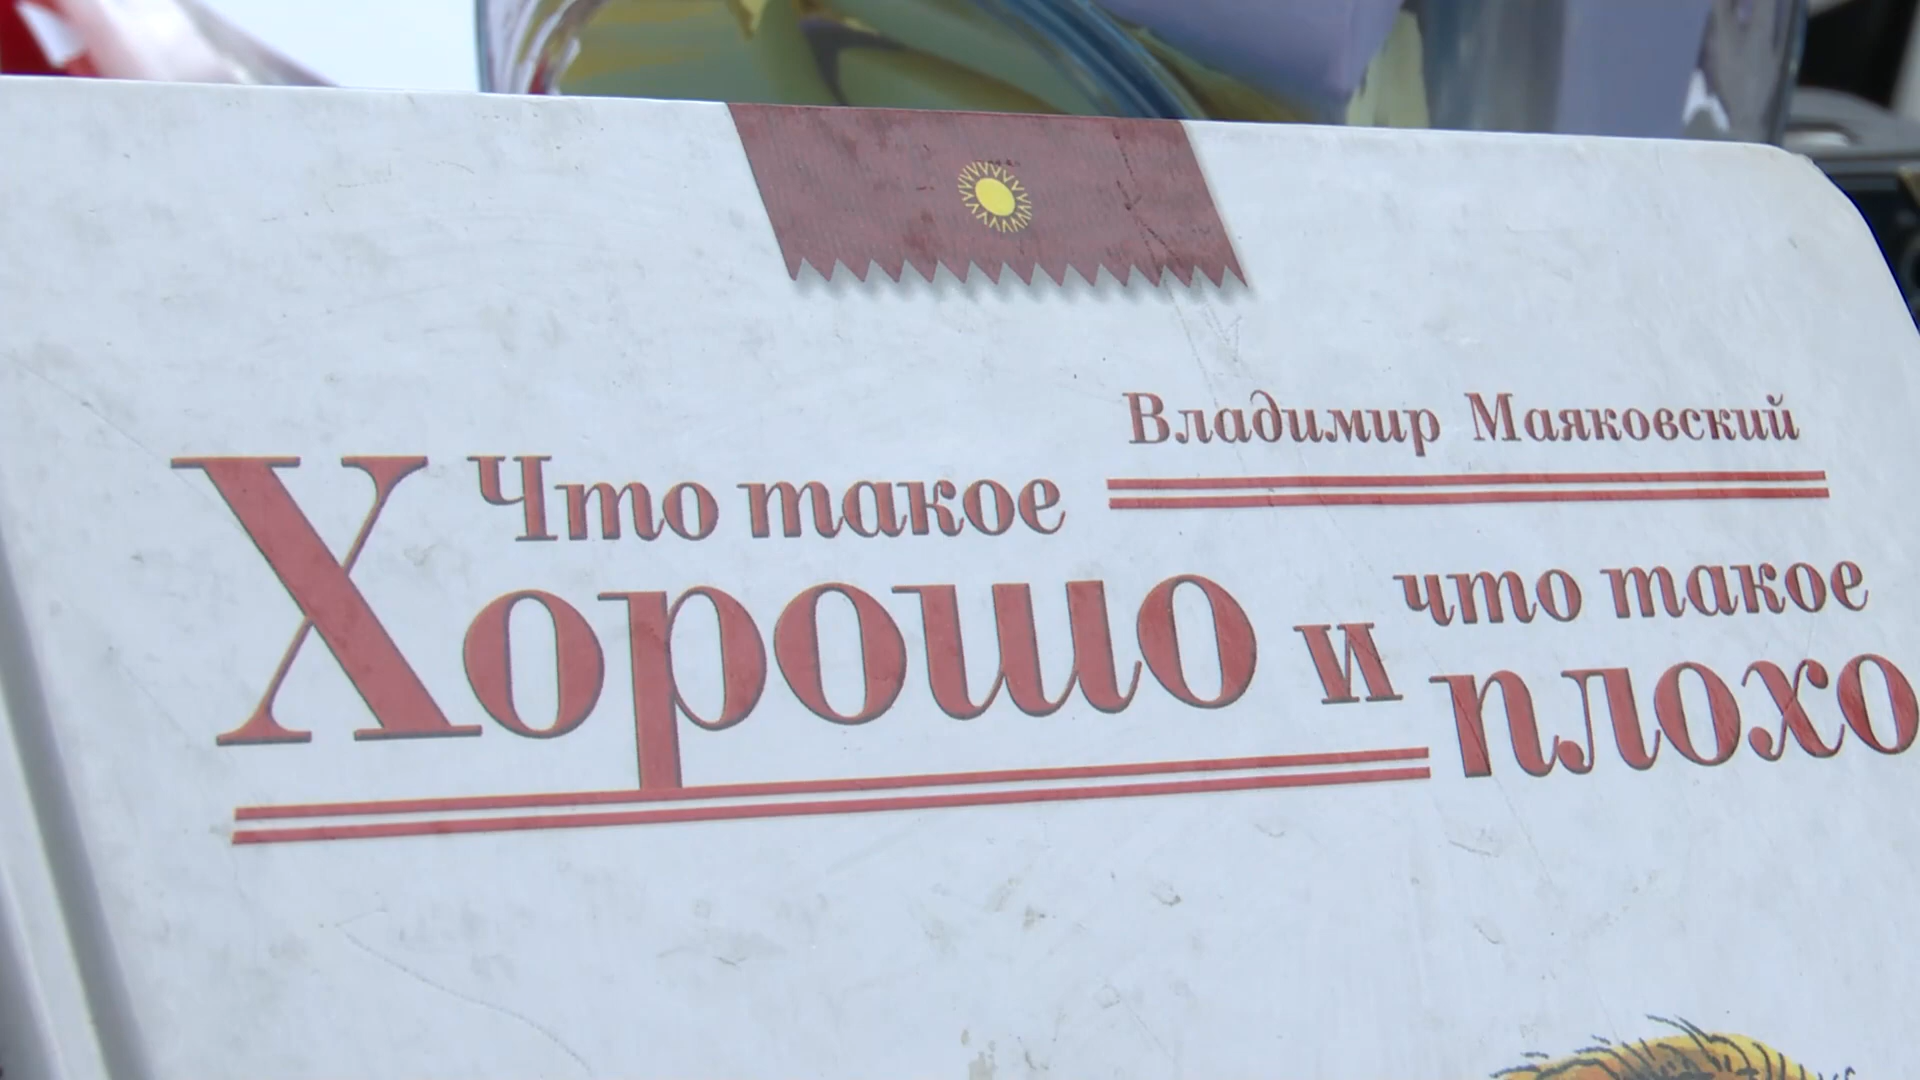 Владимир Маяковский
Что такое
Хорошо и
что такое
плохо